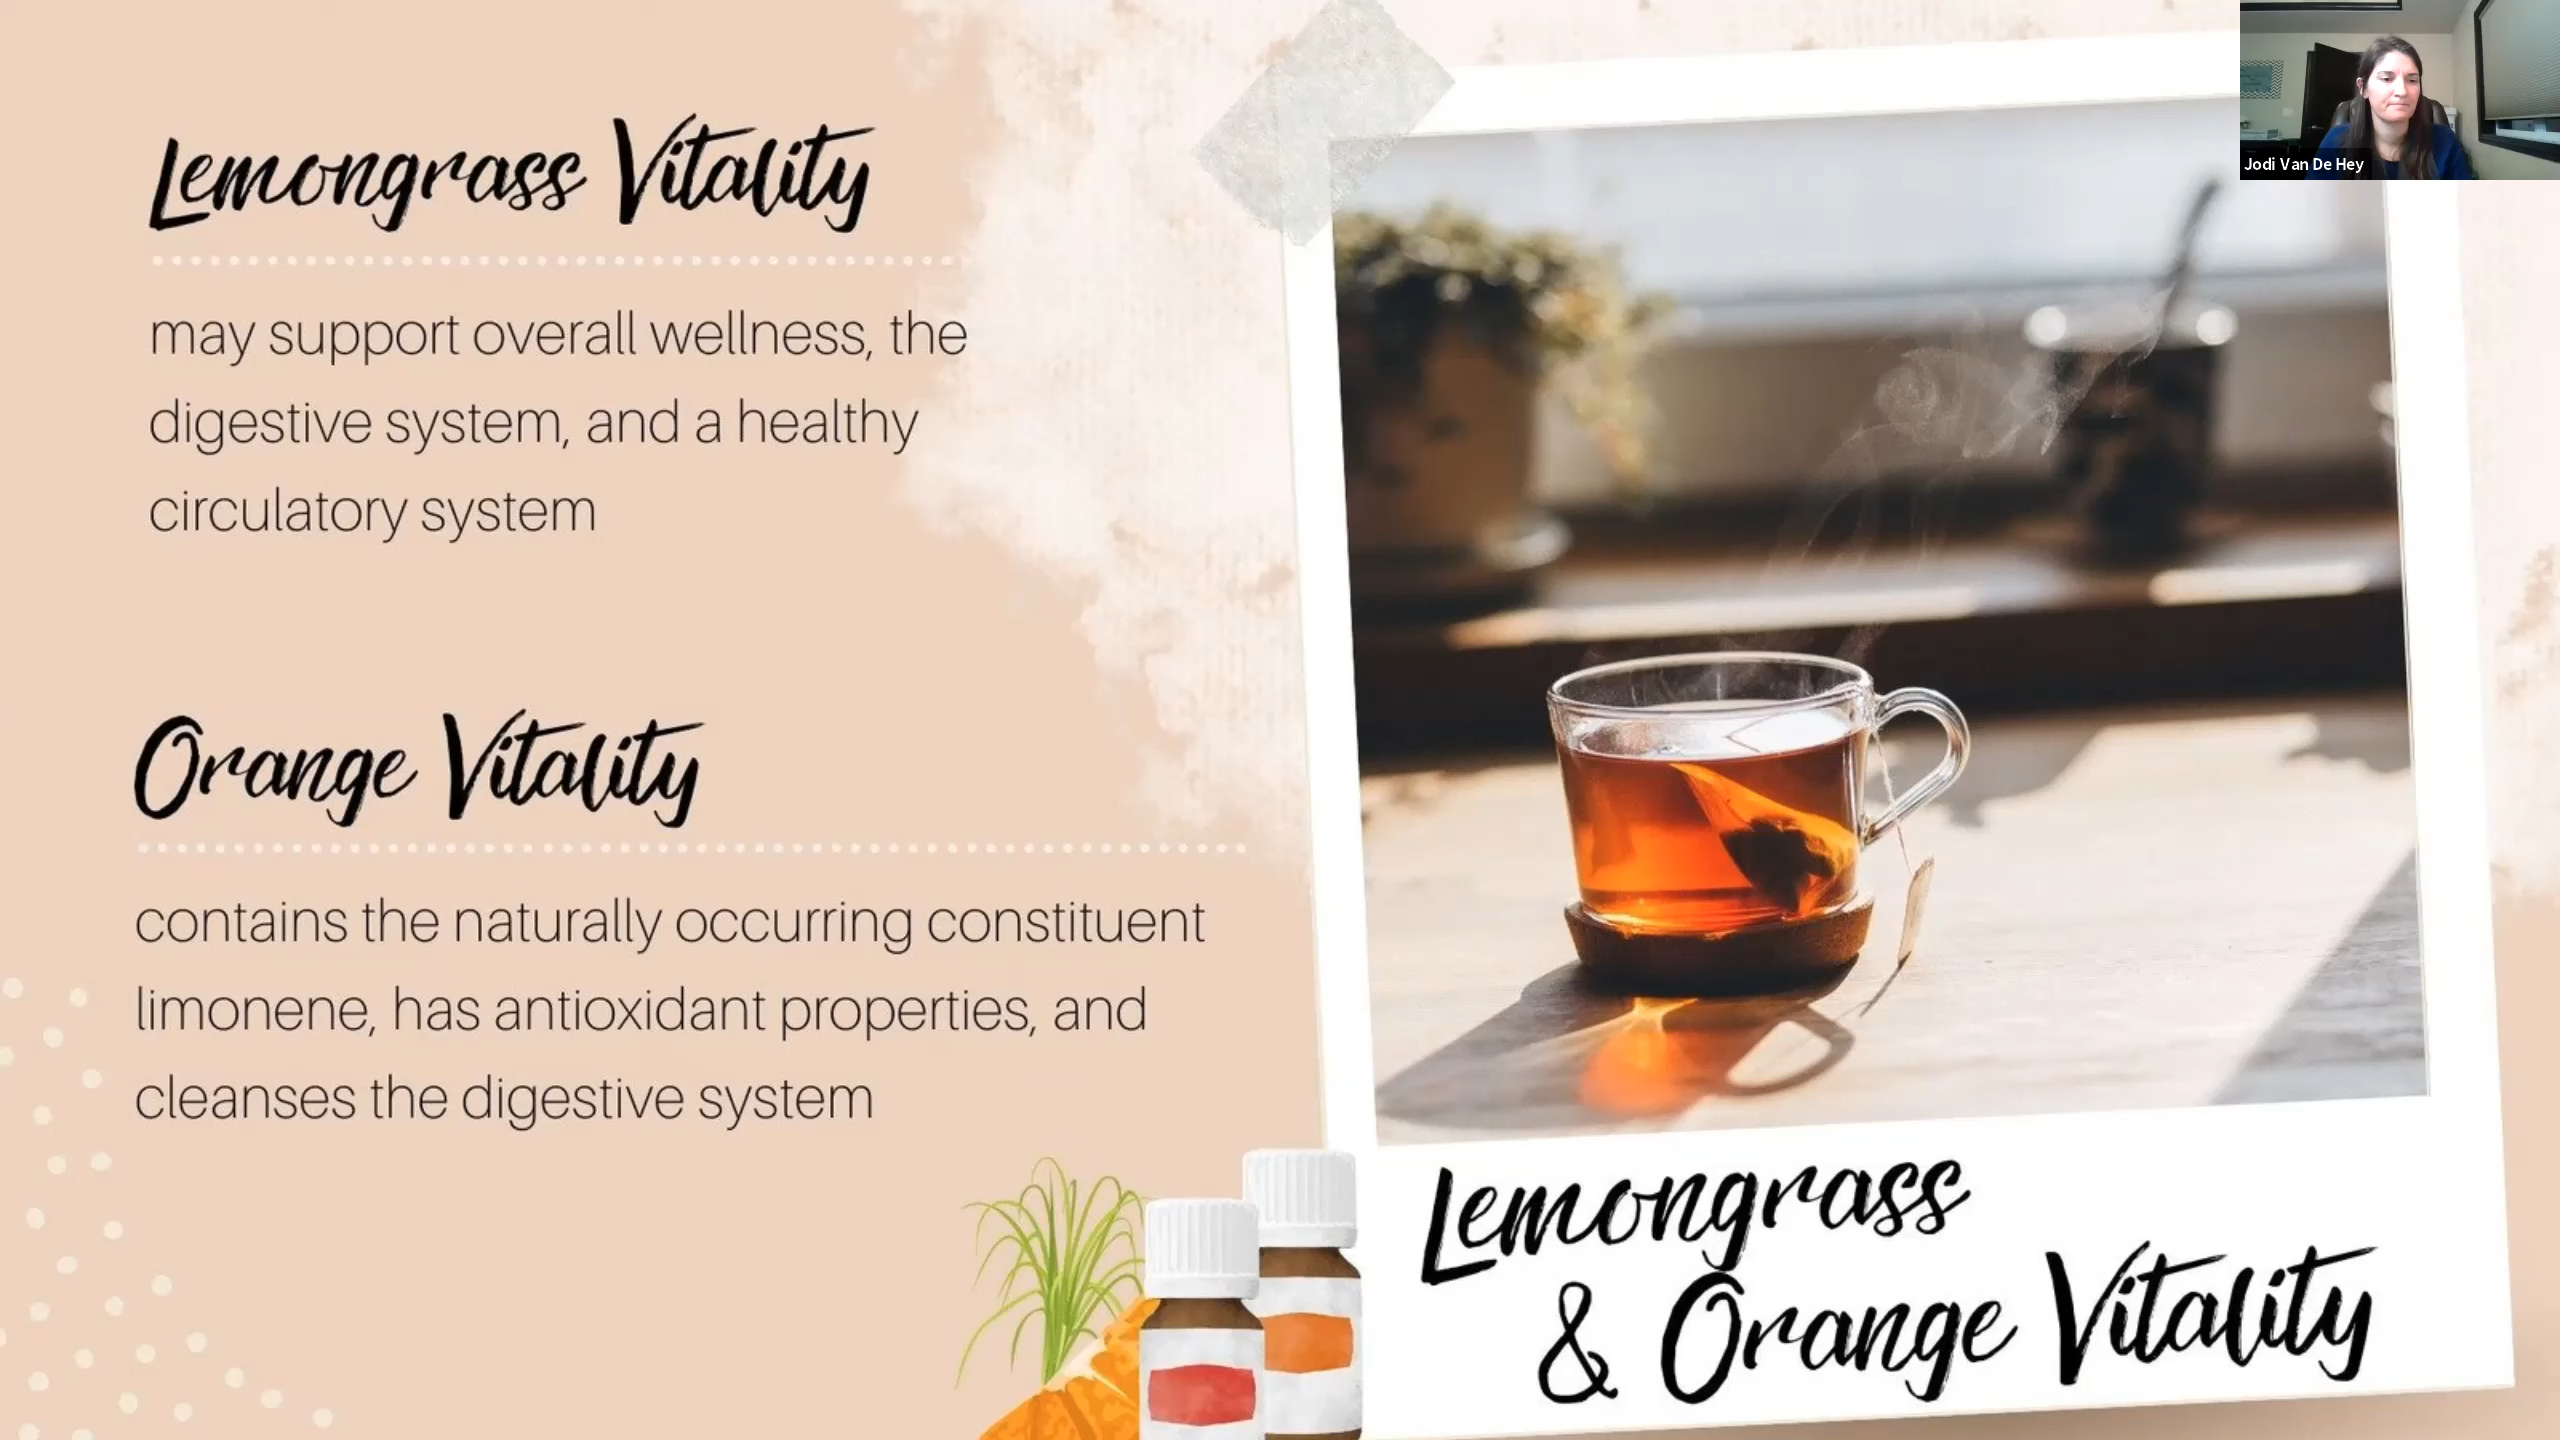 Lemongrass Vitality
may support overall wellness, the
digestive system, and a healthy
circulatory system
Orange Vitality
contains the naturally occurring constituent
limonene, has antioxidant properties, and
cleanses the digestive system
Lemongrass
& Orange Vitality
Jodi Van De Hey